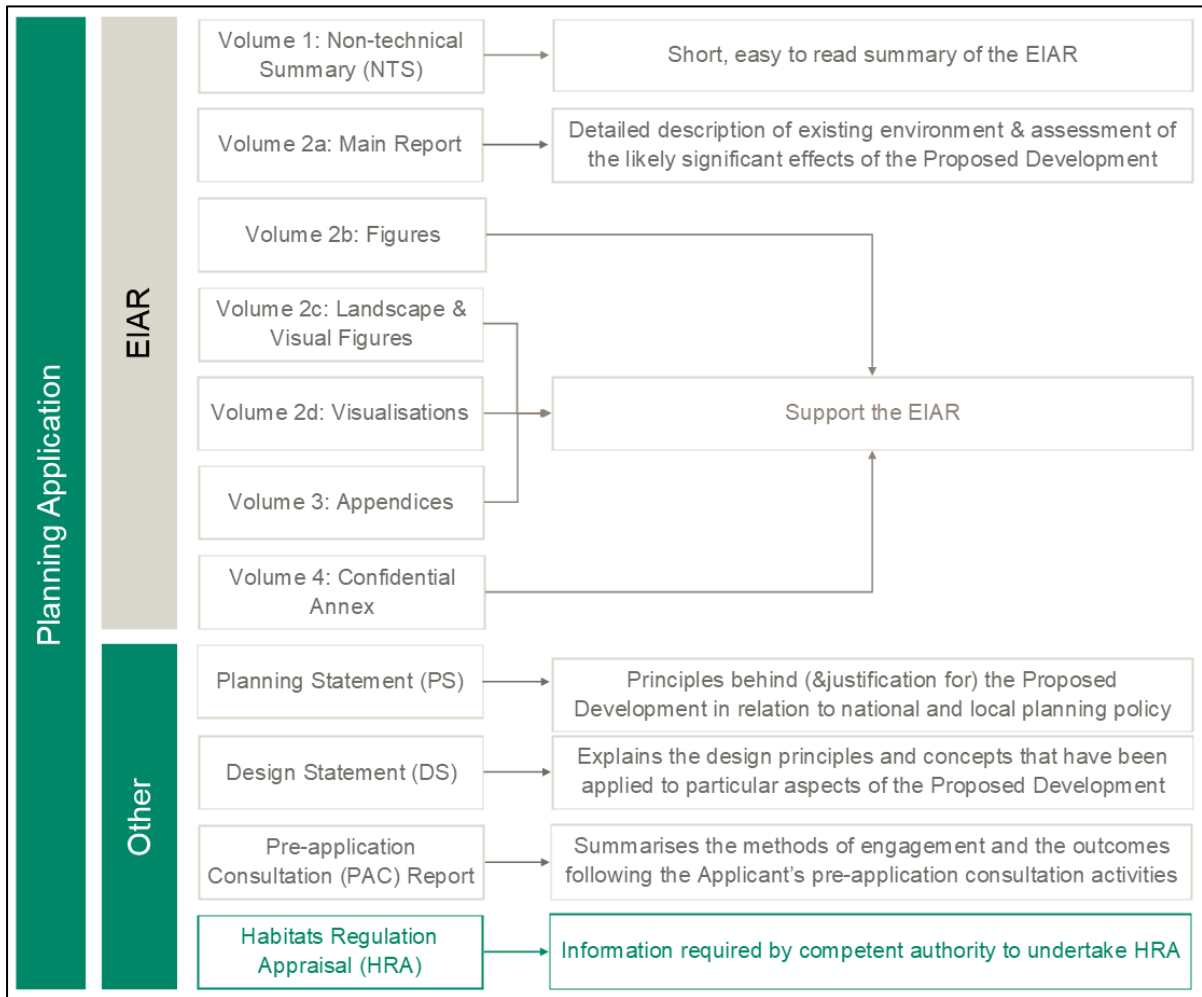 Planning Application
EIAR
Volume 1: Non-technical
Summary (NTS)
Short, easy to read summary of the EIAR
Volume 2a: Main Report
Detailed description of existing environment & assessment of
the likely significant effects of the Proposed Development
Volume 2b: Figures
Volume 2c: Landscape &
Visual Figures
Volume 2d: Visualisations
Support the EIAR
Volume 3: Appendices
Volume 4: Confidential
Annex
Other
Planning Statement (PS)
Principles behind (&justification for) the Proposed
Development in relation to national and local planning policy
Design Statement (DS)
Explains the design principles and concepts that have been
applied to particular aspects of the Proposed Development
Pre-application
Consultation (PAC) Report
Summarises the methods of engagement and the outcomes
following the Applicant's pre-application consultation activities
Habitats Regulation
Appraisal (HRA)
Information required by competent authority to undertake HRA